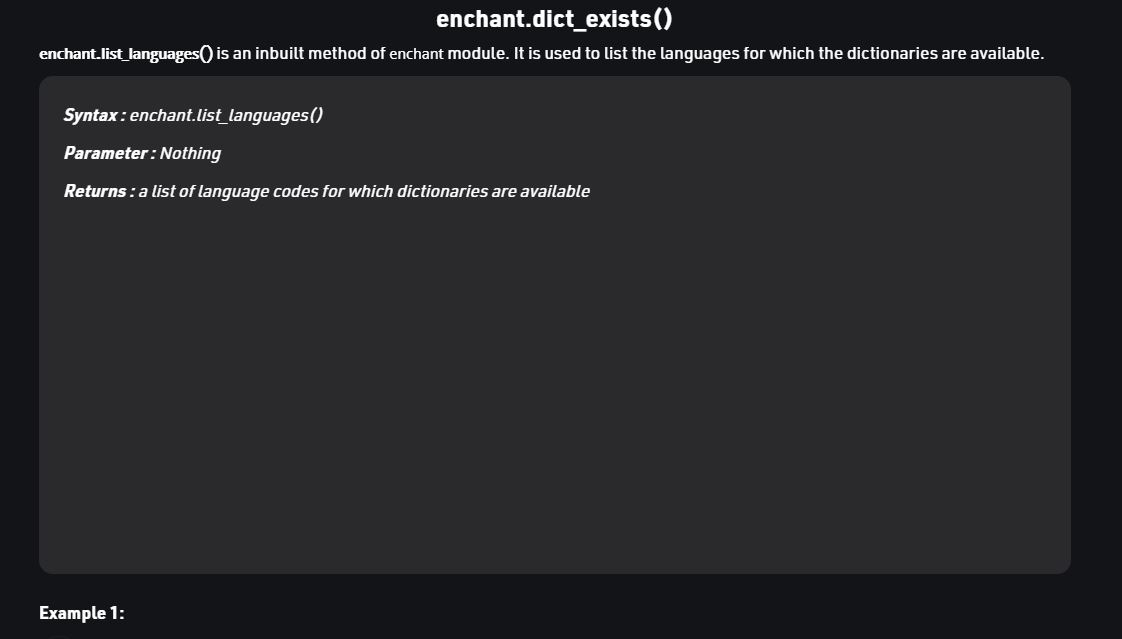 enchant.dict_exists()
enchant.list_languages() is an inbuilt method of enchant module. It is used to list the languages for which the dictionaries are available.
Syntax : enchant.list_languages()
Parameter : Nothing
Returns : a list of language codes for which dictionaries are available
Example 1: